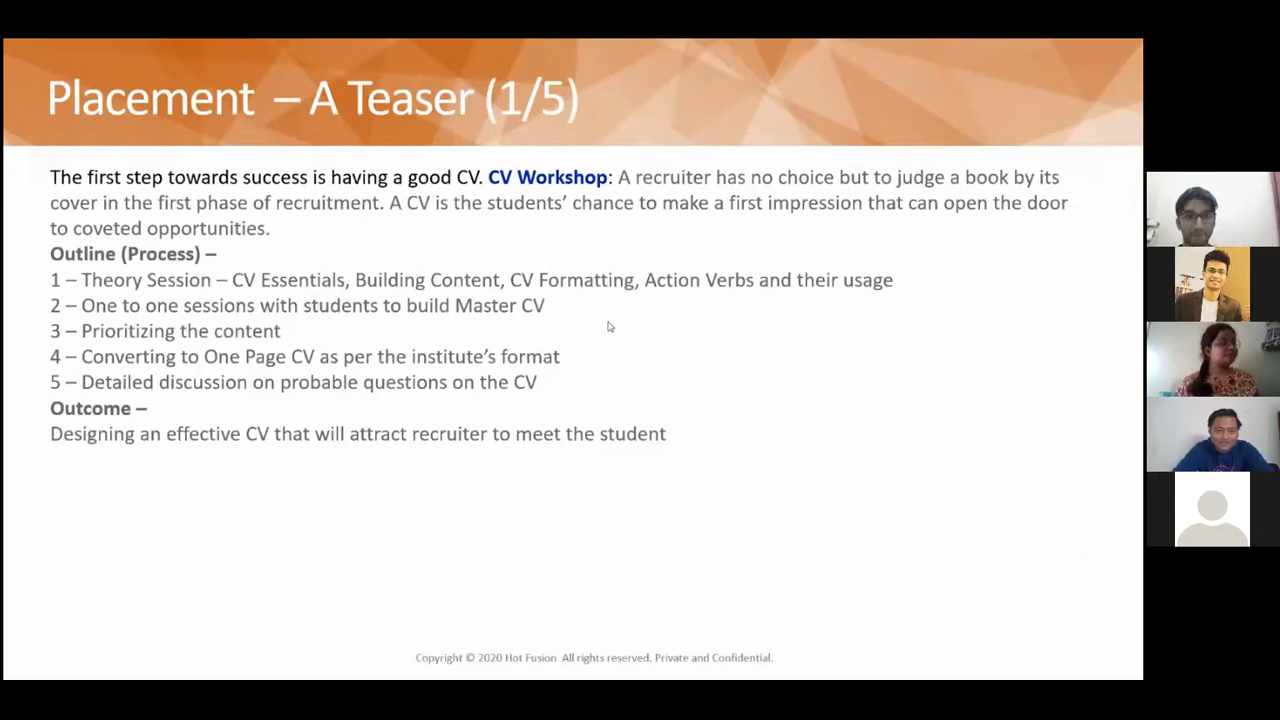 Placement – A Teaser (1/5)
The first step towards success is having a good CV. CV Workshop: A recruiter has no choice but to judge a book by its
cover in the first phase of recruitment. A CV is the students’ chance to make a first impression that can open the door
to coveted opportunities.
Outline (Process) –
1 – Theory Session – CV Essentials, Building Content, CV Formatting, Action Verbs and their usage
2 – One to one sessions with students to build Master CV
3 – Prioritizing the content
4 – Converting to One Page CV as per the institute’s format
5 – Detailed discussion on probable questions on the CV
Outcome –
Designing an effective CV that will attract recruiter to meet the student
Copyright © 2020 Hot Fusion All rights reserved. Private and Confidential.